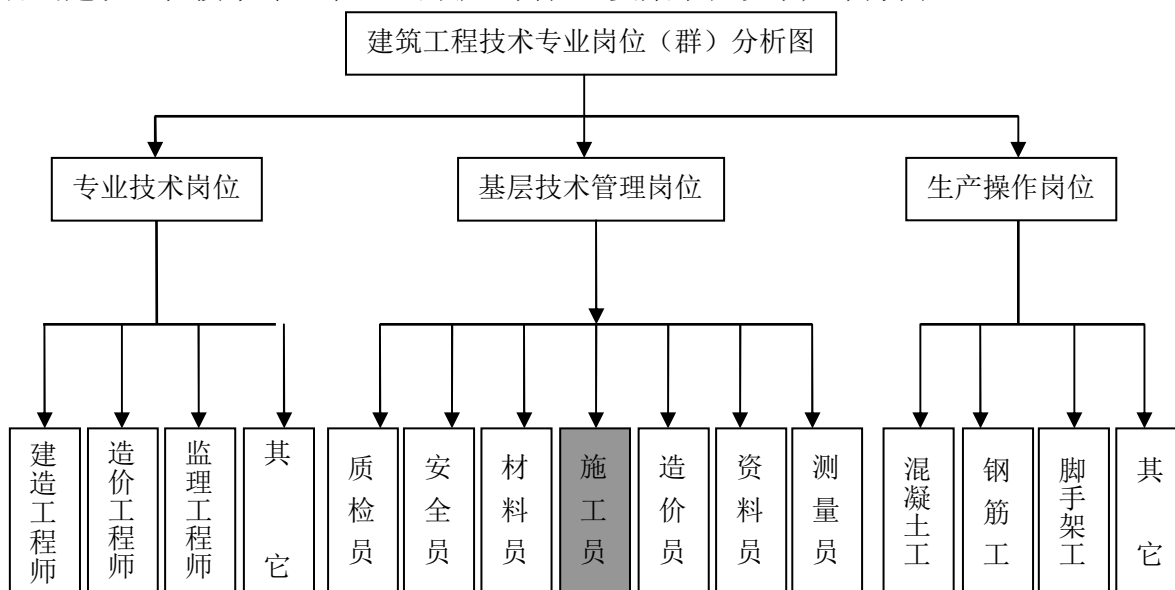 建筑工程技术专业岗位（群）分析图
专业技术岗位
基层技术管理岗位
生产操作岗位
建造工程师
造价工程师
监理工程师
其它
质检员
安全员
材料员
施工员
造价员
资料员
测量员
混凝土工
钢筋工
脚手架工
其它